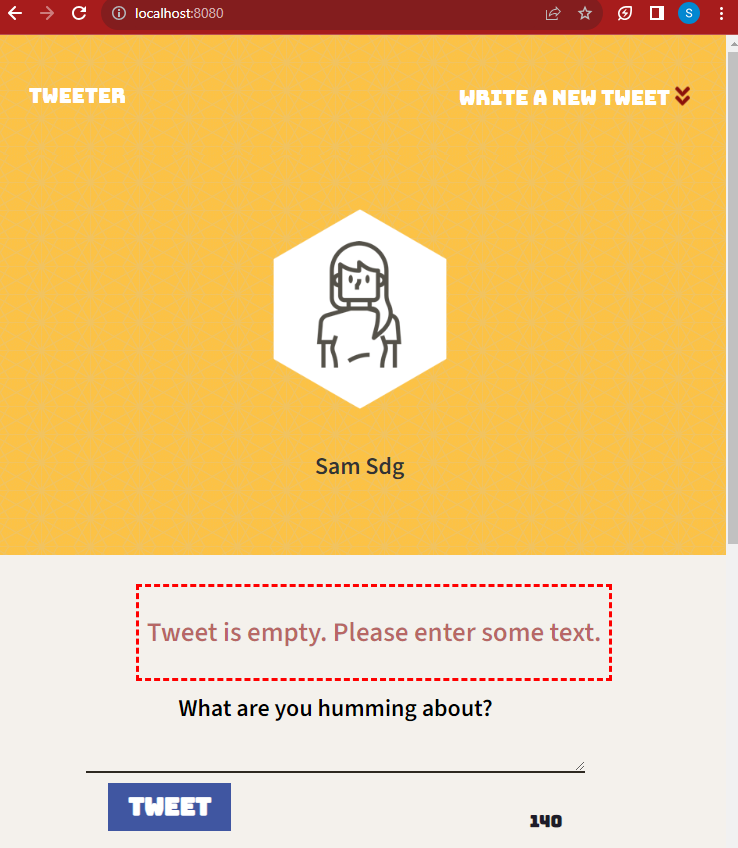 localhost:8080
S
TWEETER
WRITE A NEW TWEET
Sam Sdg
Tweet is empty. Please enter some text.
What are you humming about?
TWEET
140